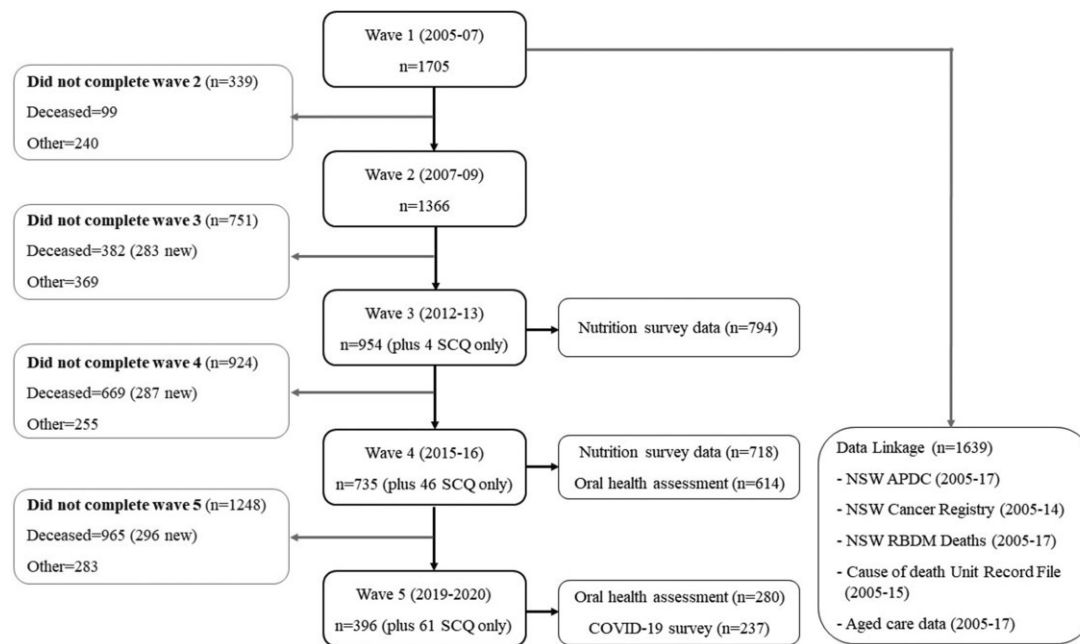 Wave 1 (2005-07)
n=1705
Did not complete wave 2 (n=339)
Deceased=99
Other=240
Wave 2 (2007-09)
n=1366
Did not complete wave 3 (n=751)
Deceased=382 (283 new)
Other=369
Wave 3 (2012-13)
n=954 (plus 4 SCQ only)
Nutrition survey data (n=794)
Did not complete wave 4 (n=924)
Deceased=669 (287 new)
Other=255
Wave 4 (2015-16)
n=735 (plus 46 SCQ only)
Nutrition survey data (n=718)
Oral health assessment (n=614)
Did not complete wave 5 (n=1248)
Deceased=965 (296 new)
Other=283
Wave 5 (2019-2020)
n=396 (plus 61 SCQ only)
Oral health assessment (n=280)
COVID-19 survey (n=237)
Data Linkage (n=1639)
- NSW APDC (2005-17)
- NSW Cancer Registry (2005-14)
- NSW RBDM Deaths (2005-17)
- Cause of death Unit Record File
(2005-15)
- Aged care data (2005-17)